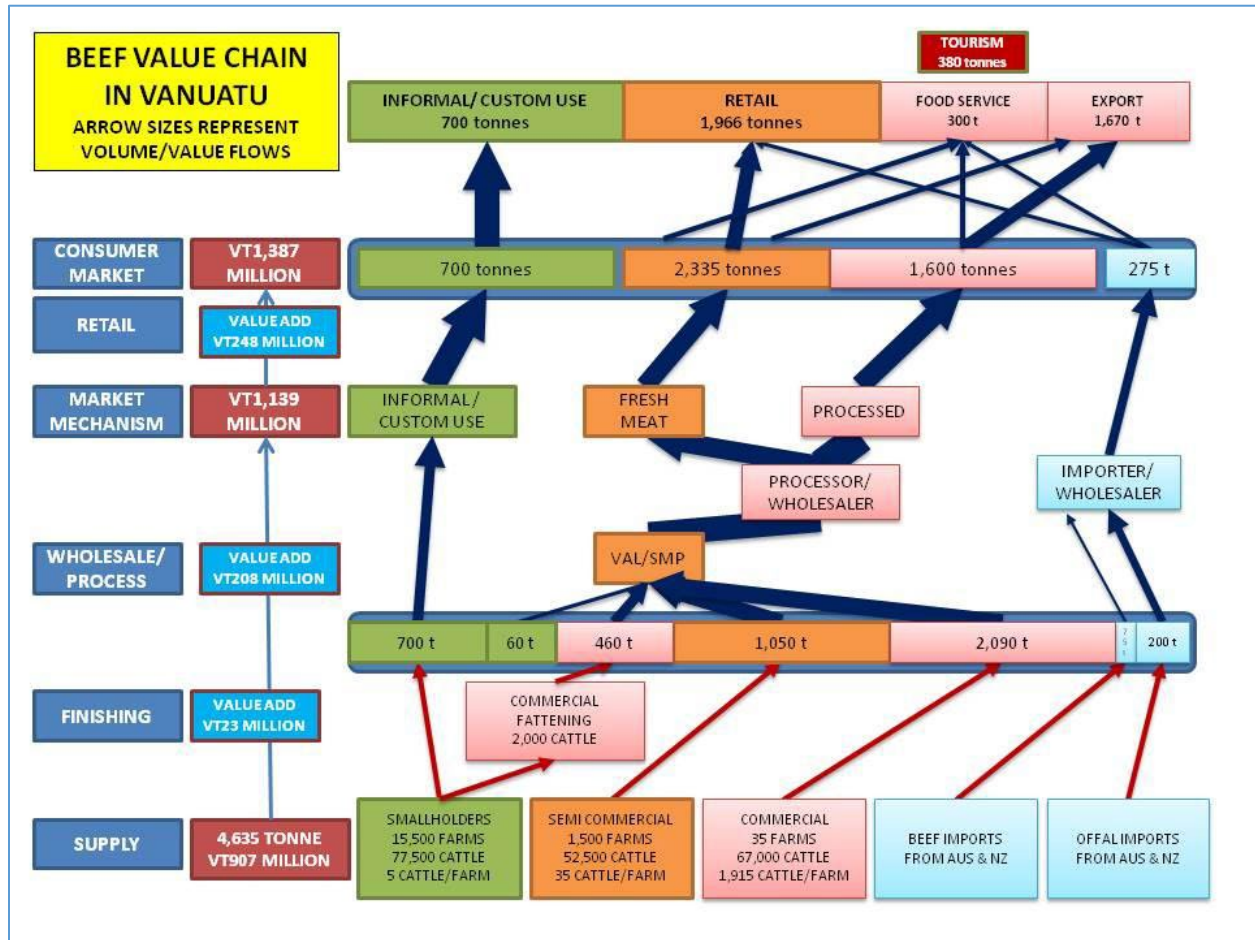 BEEF VALUE CHAIN
IN VANUATU
ARROW SIZES REPRESENT
VOLUME/VALUE FLOWS
TOURISM
380 tonnes
INFORMAL/ CUSTOM USE
700 tonnes
RETAIL
1,966 tonnes
FOOD SERVICE
300 t
EXPORT
1,670 t
CONSUMER
MARKET
VT1,387
MILLION
700 tonnes
2,335 tonnes
1,600 tonnes
275 t
RETAIL
VALUE ADD
VT248 MILLION
MARKET
MECHANISM
VT1,139
MILLION
INFORMAL/
CUSTOM USE
FRESH
MEAT
PROCESSED
PROCESSOR/
WHOLESALER
IMPORTER/
WHOLESALER
WHOLESALE/
PROCESS
VALUE ADD
VT208 MILLION
VAL/SMP
700 t
60 t
460 t
1,050 t
2,090 t
75t
200 t
FINISHING
VALUE ADD
VT23 MILLION
COMMERCIAL
FATTENING
2,000 CATTLE
SUPPLY
4,635 TONNE
VT907 MILLION
SMALLHOLDERS
15,500 FARMS
77,500 CATTLE
5 CATTLE/FARM
SEMI COMMERCIAL
1,500 FARMS
52,500 CATTLE
35 CATTLE/FARM
COMMERCIAL
35 FARMS
67,000 CATTLE
1,915 CATTLE/FARM
BEEF IMPORTS
FROM AUS & NZ
OFFAL IMPORTS
FROM AUS & NZ